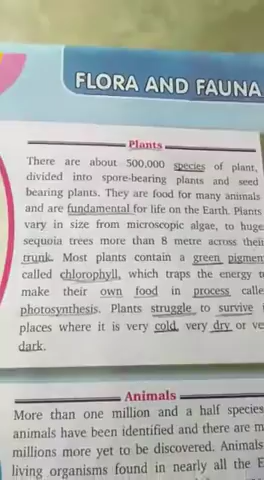 FLORA AND FAUNA
Plants
There are about 500,000 species of plant,
divided into spore-bearing plants and seed
bearing plants. They are food for many animals
and are fundamental for life on the Earth. Plants
vary in size from microscopic algae, to huge
sequoia trees more than 8 metre across their
trunk. Most plants contain a green pigmen
called chlorophyll, which traps the energy t
make their own food in process calle
photosynthesis. Plants struggle to survive
places where it is very cold, very dry or ve
dark.
Animals
More than one million and a half species
animals have been identified and there are m
millions more yet to be discovered. Animals
living organisms found in nearly all the E